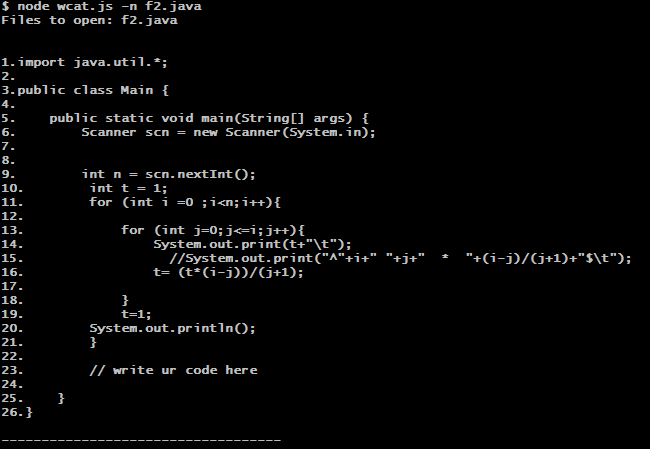 $ node wcat.js -n f2.java
Files to open: f2.java
1.import java.util.*;
2.
3.public class Main {
4.
5.    public static void main(String[] args) {
6.        Scanner scn = new Scanner(System.in);
7.
8.
9.        int n = scn.nextInt();
10.        int t = 1;
11.        for (int i =0 ;i<n;i++){
12.
13.            for (int j=0;j<=i;j++){
14.                System.out.print(t+"\t");
15.                  //System.out.print("^"+i+" "+j+"  *  "+(i-j)/(j+1)+"$\t");
16.                t= (t*(i-j))/(j+1);
17.
18.            }
19.            t=1;
20.        System.out.println();
21.        }
22.
23.        // write ur code here
24.
25.    }
26.}
-----------------------------------